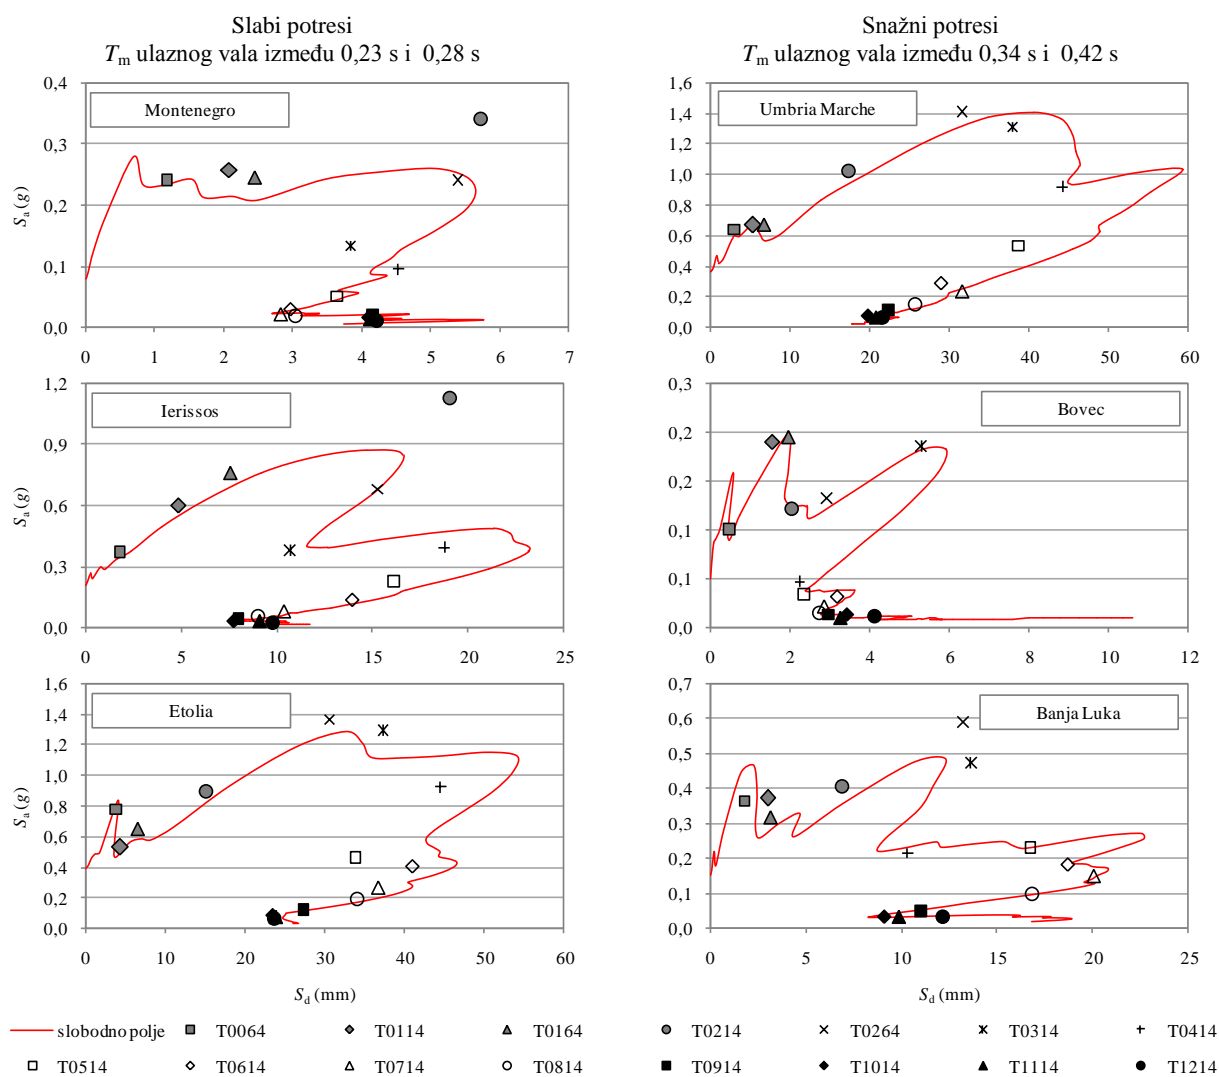 Slabi potresi
T_m ulaznog vala između 0,23 s i 0,28 s
Snažni potresi
T_m ulaznog vala između 0,34 s i 0,42 s
S_a (g)
0,4
0,3
0,2
0,1
0,0
Montenegro
0 1 2 3 4 5 6 7
1,6
1,4
1,2
1,0
0,8
0,6
0,4
0,2
0,0
Umbria Marche
0 10 20 30 40 50 60
S_a (g)
1,2
0,9
0,6
0,3
0,0
Ierissos
0 5 10 15 20 25
0,3
0,2
0,2
0,1
0,1
0,0
Bovec
0 2 4 6 8 10 12
S_a (g)
1,6
1,4
1,2
1,0
0,8
0,6
0,4
0,2
0,0
Etolia
0 10 20 30 40 50 60
S_d (mm)
0,7
0,6
0,5
0,4
0,3
0,2
0,1
0,0
Banja Luka
0 5 10 15 20 25
S_d (mm)
slobodno polje T0064 T0114 T0164 T0214 T0264 T0314 T0414
T0514 T0614 T0714 T0814 T0914 T1014 T1114 T1214